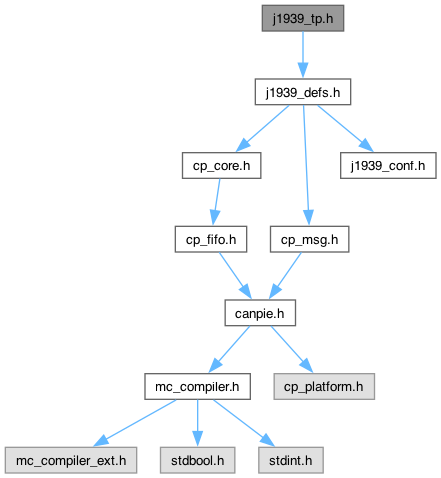 j1939_tp.h
j1939_defs.h
cp_core.h
j1939_conf.h
cp_fifo.h
cp_msg.h
canpie.h
mc_compiler.h
cp_platform.h
mc_compiler_ext.h
stdbool.h
stdint.h